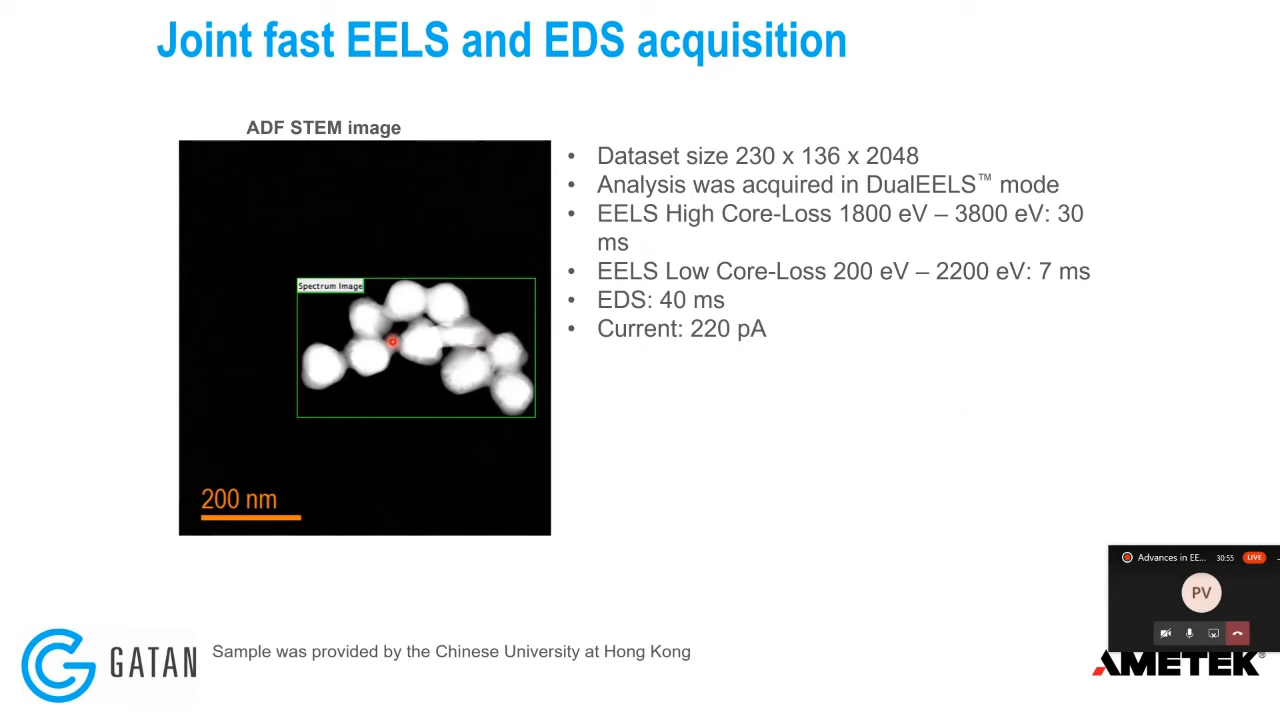 Joint fast EELS and EDS acquisition
ADF STEM image
Spectrum Image
200 nm
• Dataset size 230 x 136 x 2048
• Analysis was acquired in DualEELS™ mode
• EELS High Core-Loss 1800 eV – 3800 eV: 30
ms
• EELS Low Core-Loss 200 eV – 2200 eV: 7 ms
• EDS: 40 ms
• Current: 220 pA
Advances in EE... 30:55 LIVE
PV
GATAN
Sample was provided by the Chinese University at Hong Kong
AMETEK®